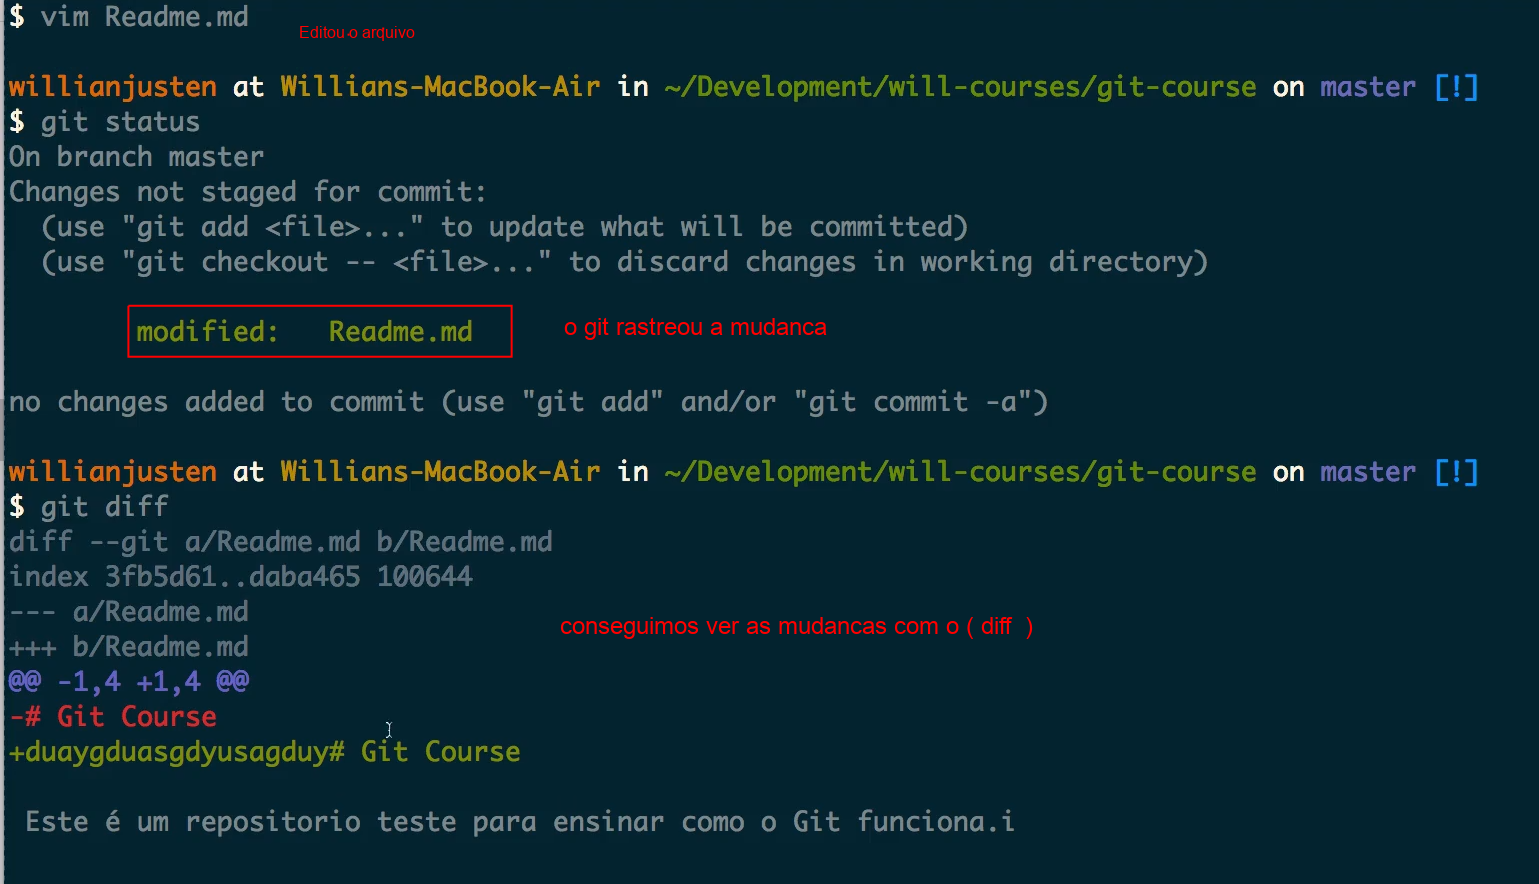 $ vim Readme.md
Editou o arquivo
willianjusten at Willians-MacBook-Air in ~/Development/will-courses/git-course on master [!]
$ git status
On branch master
Changes not staged for commit:
(use "git add <file>..." to update what will be committed)
(use "git checkout -- <file>..." to discard changes in working directory)
modified: Readme.md
o git rastreou a mudanca
no changes added to commit (use "git add" and/or "git commit -a")
willianjusten at Willians-MacBook-Air in ~/Development/will-courses/git-course on master [!]
$ git diff
diff --git a/Readme.md b/Readme.md
index 3fb5d61..daba465 100644
--- a/Readme.md
conseguimos ver as mudancas com o ( diff )
+++ b/Readme.md
@@ -1,4 +1,4 @@
-# Git Course
+duaygduasgdyusagduy# Git Course
Este é um repositorio teste para ensinar como o Git funciona.i